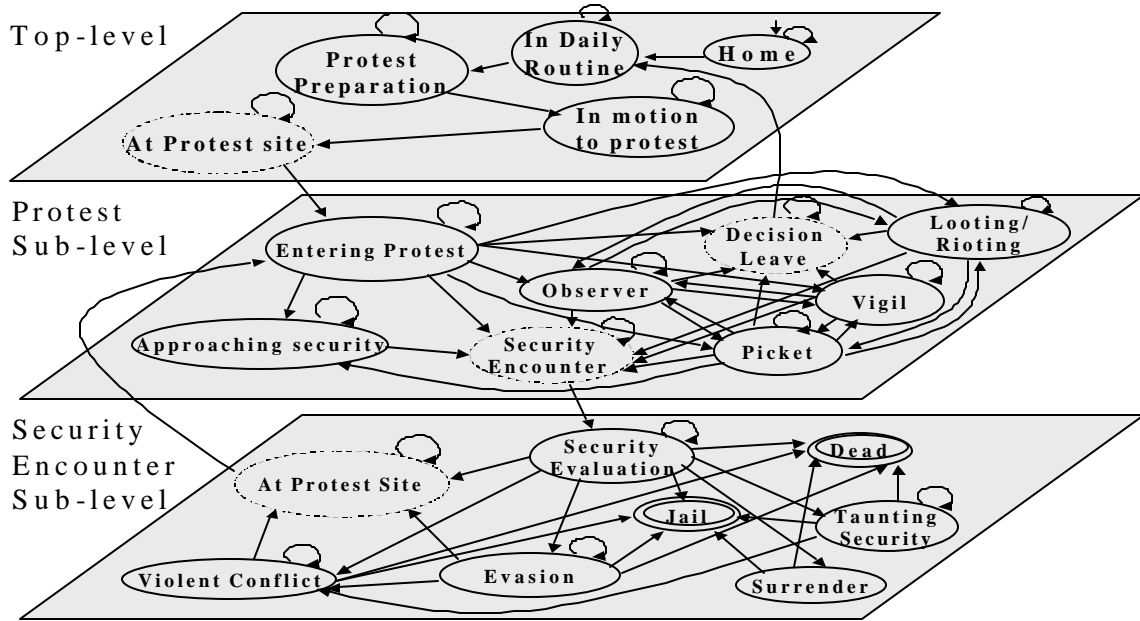 Top-level
In Daily
Routine
Home
Protest
Preparation
In motion
to protest
At Protest site
Protest
Sub-level
Entering Protest
Decision
Leave
Looting/
Rioting
Observer
Vigil
Approaching security
Security
Encounter
Picket
Security
Encounter
Sub-level
Security
Evaluation
Dead
At Protest Site
Jail
Taunting
Security
Violent Conflict
Evasion
Surrender